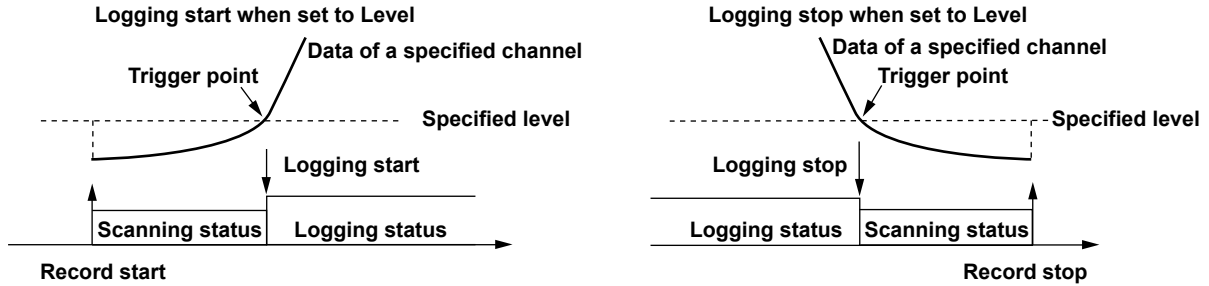 Logging start when set to Level
Data of a specified channel
Trigger point
Specified level
Logging start
Scanning status
Logging status
Record start
Logging stop when set to Level
Data of a specified channel
Trigger point
Specified level
Logging stop
Logging status
Scanning status
Record stop